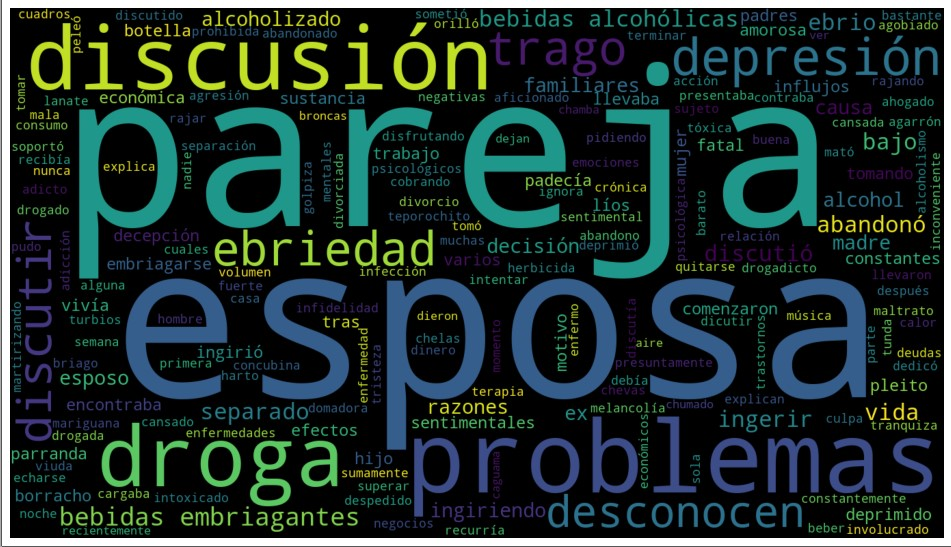 cuadros discutido alcoholizado sometió bebidas alcohólicas padres ebrio bastante
peleó botella prohibida abandonado orilló terminar amorosa ver agobiado
discusión trago depresión
tomar lanate económica agresión sustancia negativas aficionado familiares llevaba acción influjos rajando
presentaba contraba causa ahogado
mala rajar broncas chamba sujeto
consumo disfrutando dejan pidiendo tóxica buena cansada agarrón
soportó separación trabajo mujer fatal bajo
pareja
recibía explica nadie psicológicos emociones mató alcoholismo
nunca golpiza mentales divorciada cobrando padecía crónica tomando
adicto divorcio ignora líos psicológica barato alcohol inconveniente
drogado teporochito sentimental
pudo decepción tomó abandono relación abandonó
adicción cuales ebriedad muchas decisión deprimió discutió madre
embriagarse varios constantes
alguna volumen infección herbicida quitarse drogadicto llevaron
discutir fuerte intentar después
esposa
vivía casa infidelidad comenzaron maltrato
turbios hombre tras dieron momento motivo enfermo discutía dicutir música parte tunda calor
martirizando semana chelas aire trastornos
briago ingirió enfermedad dinero presuntamente deudas
primera concubina tristeza debía dedicó
esposo harto terapia chevas pleito
encontraba separado domadora razones ex melancolía chumado explican vida
mariguana cansado sentimentales ingerir culpa tranquiza
drogada enfermedades efectos
parranda droga problemas
viuda hijo sumamente caguama económicos sola
echarse superar
borracho cargaba intoxicado despedido ingiriendo desconocen constantemente
noche bebidas embriagantes negocios deprimido
recientemente recurría beber involucrado